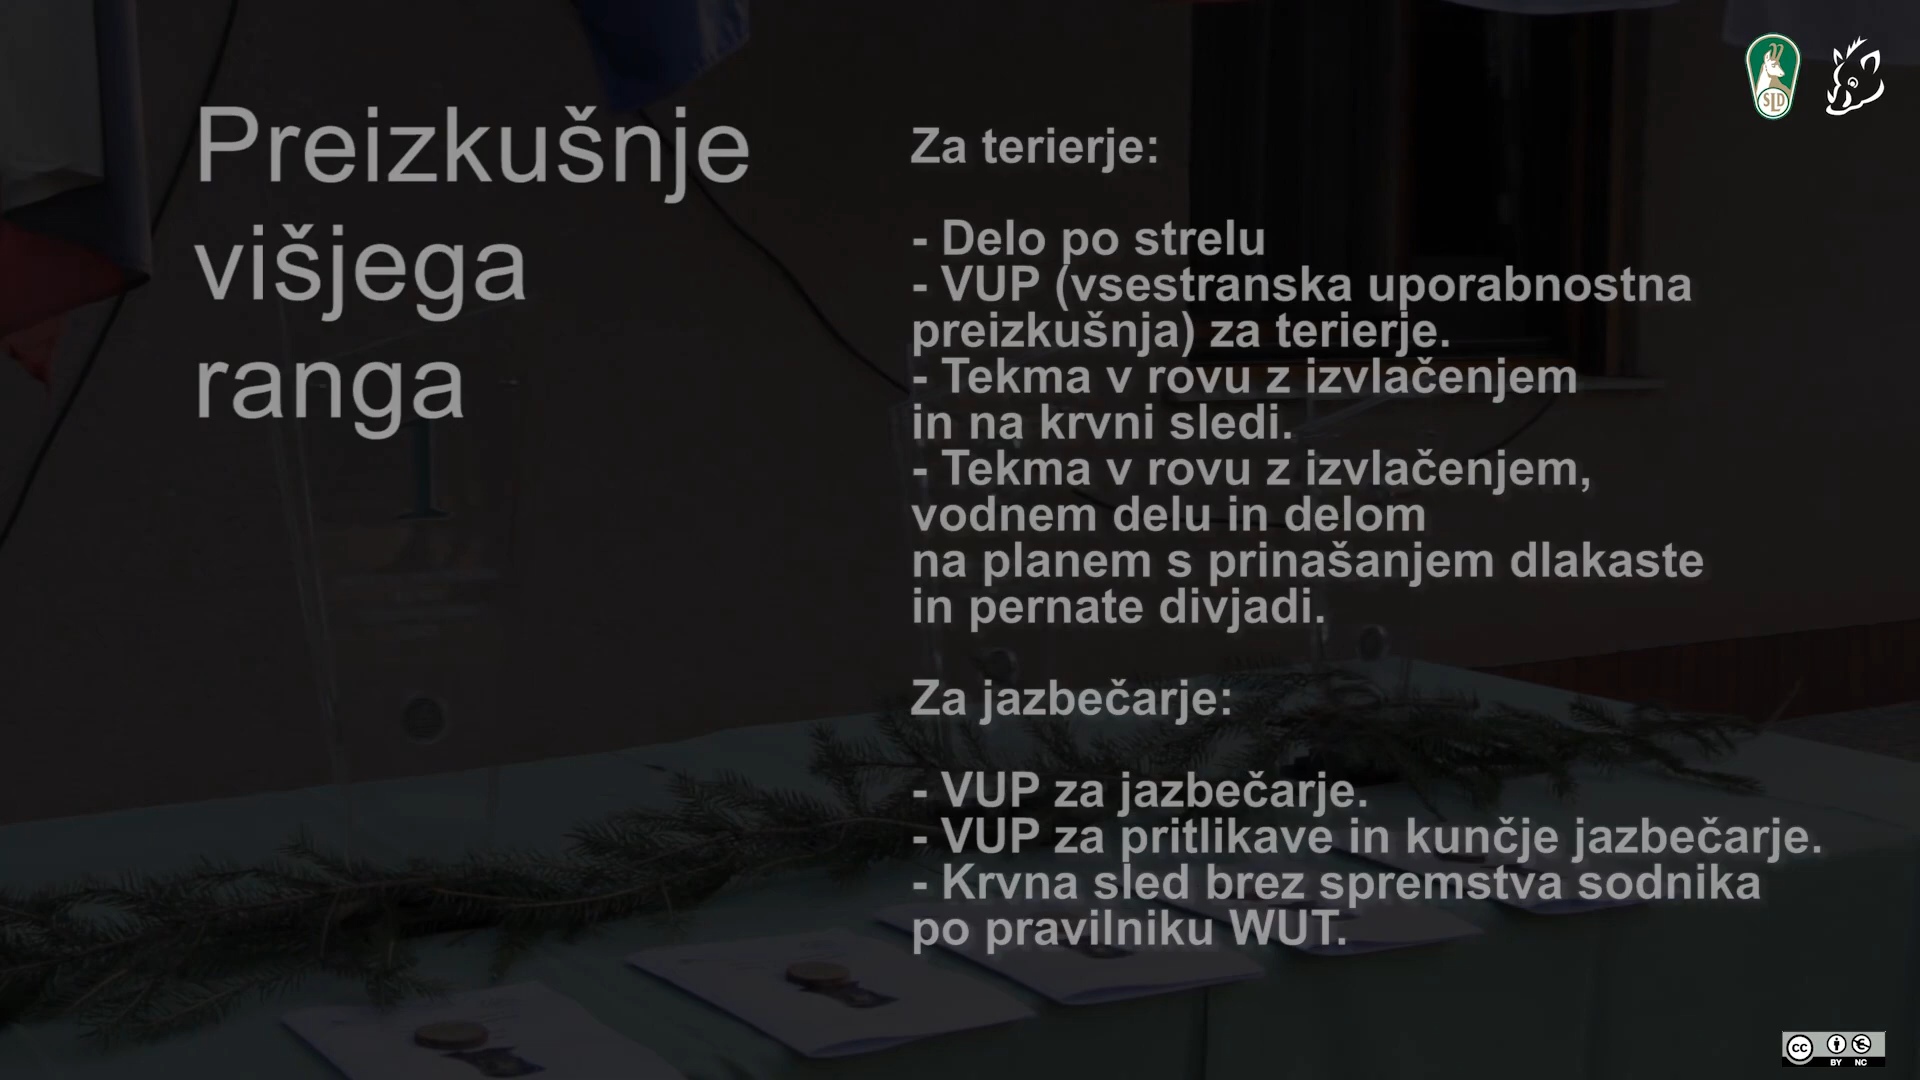 Preizkušnje
višjega
ranga
Za terierje:
- Delo po strelu
- VUP (vsestranska uporabnostna
preizkušnja) za terierje.
- Tekma v rovu z izvlačenjem
in na krvni sledi.
- Tekma v rovu z izvlačenjem,
vodnem delu in delom
na planem s prinašanjem dlakaste
in pernate divjadi.
Za jazbečarje:
- VUP za jazbečarje.
- VUP za pritlikave in kunčje jazbečarje.
- Krvna sled brez spremstva sodnika
po pravilniku WUT.
SLD
CC BY NC